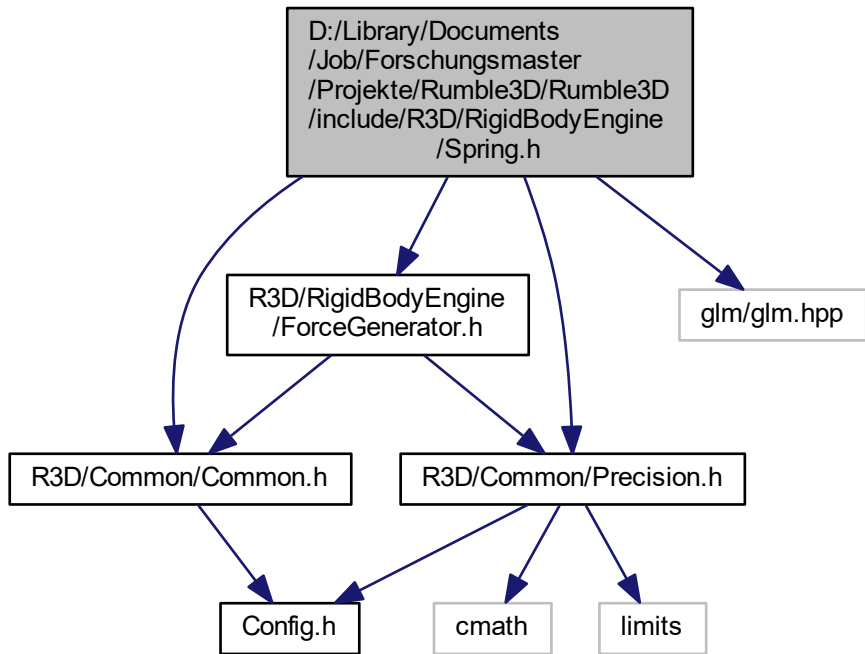 D:/Library/Documents
/Job/Forschungsmaster
/Projekte/Rumble3D/Rumble3D
/include/R3D/RigidBodyEngine
/Spring.h
R3D/RigidBodyEngine
/ForceGenerator.h
glm/glm.hpp
R3D/Common/Common.h
R3D/Common/Precision.h
Config.h
cmath
limits